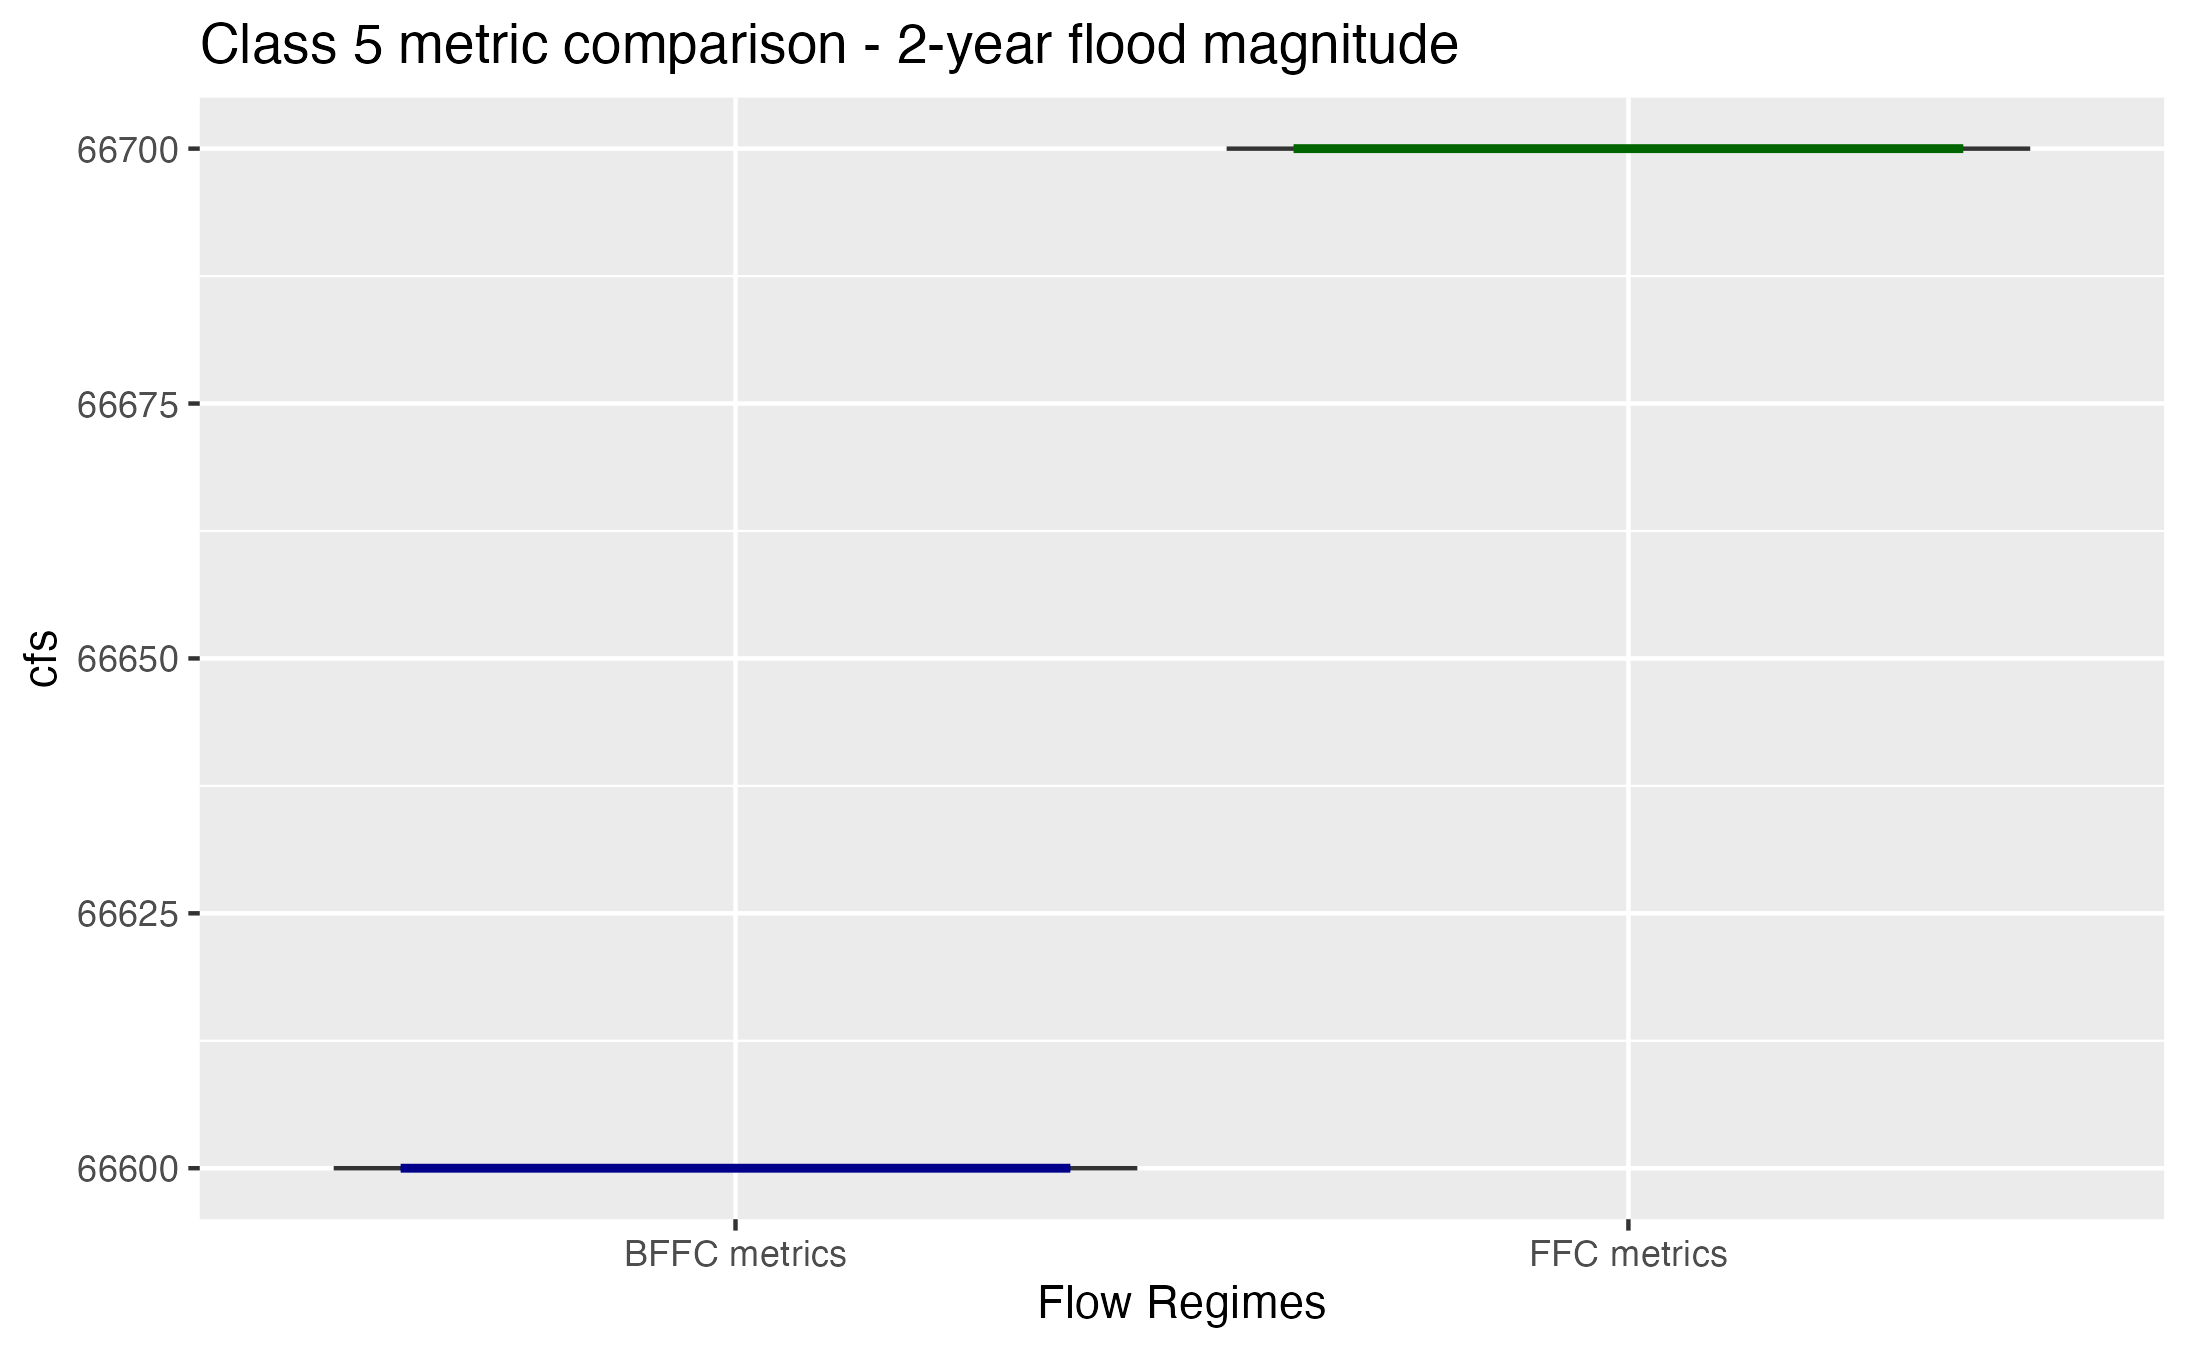 Class 5 metric comparison - 2-year flood magnitude
66700
66675
66650
66625
66600
cfs
BFFC metrics
FFC metrics
Flow Regimes